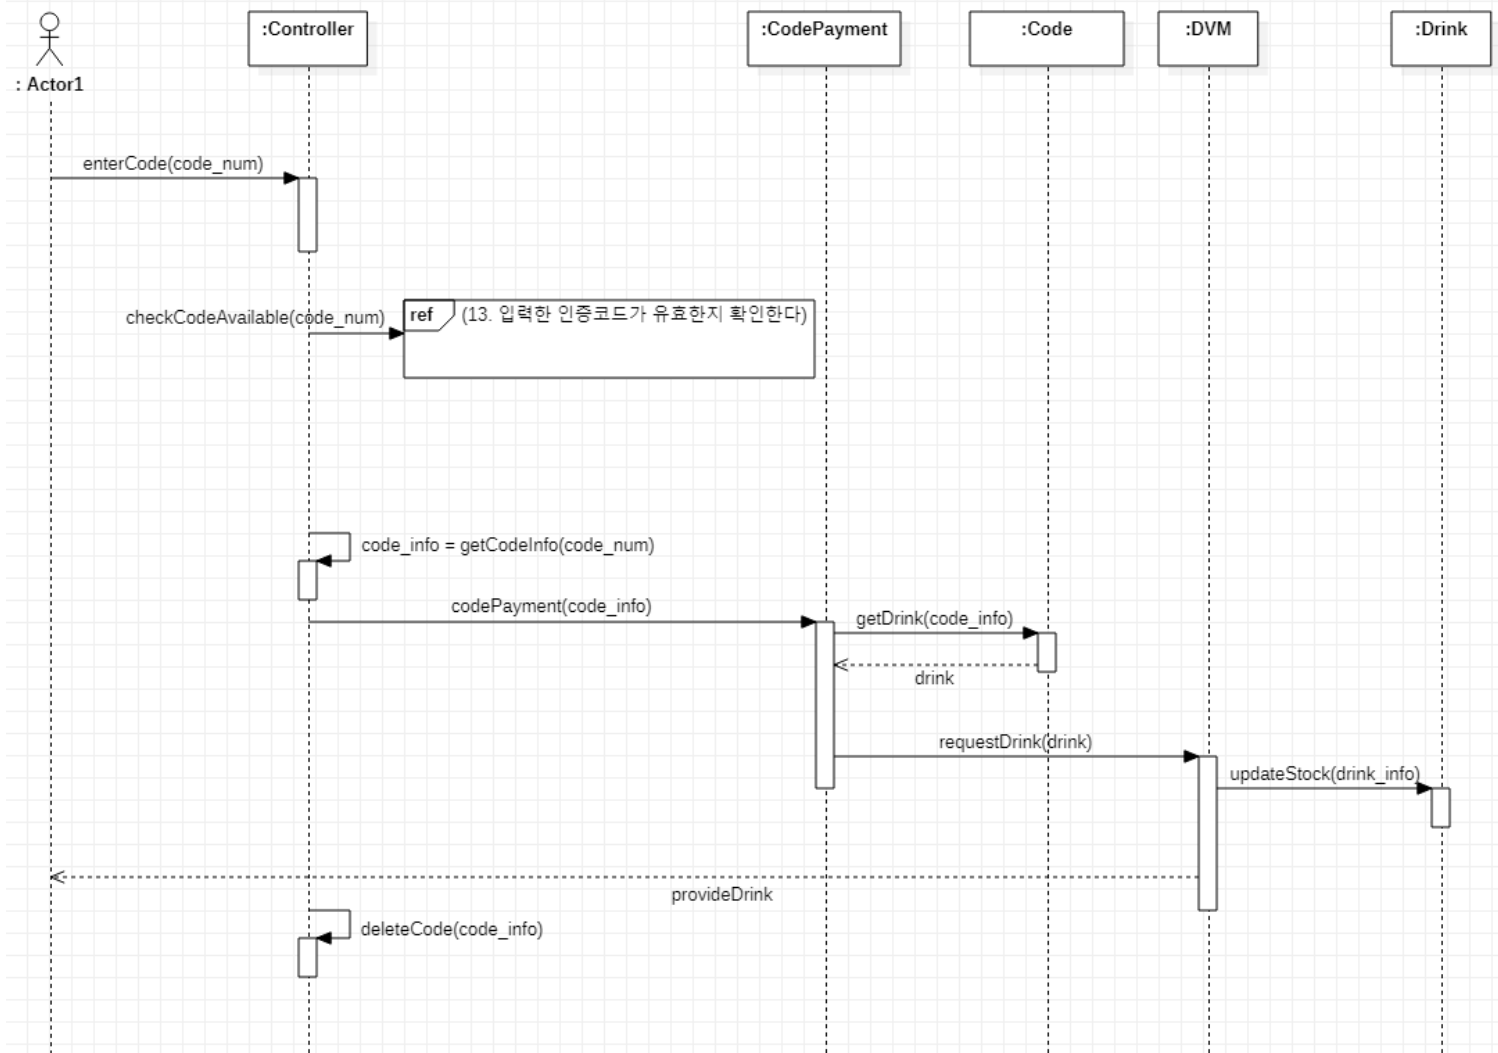 :Controller
:CodePayment
:Code
:DVM
:Drink
: Actor1
enterCode(code_num)
checkCodeAvailable(code_num)
ref
(13. 입력한 인증코드가 유효한지 확인한다)
code_info = getCodeInfo(code_num)
codePayment(code_info)
getDrink(code_info)
drink
requestDrink(drink)
updateStock(drink_info)
provideDrink
deleteCode(code_info)